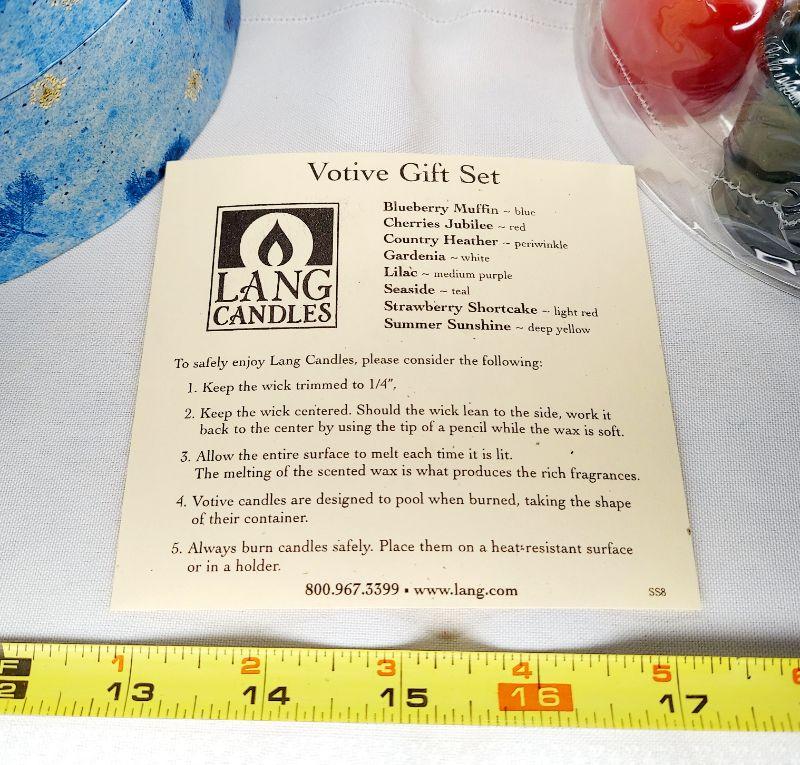 Votive Gift Set
LANG
CANDLES
Blueberry Muffin ~ blue
Cherries Jubilee ~ red
Country Heather ~ periwinkle
Gardenia ~ white
Lilac ~ medium purple
Seaside ~ teal
Strawberry Shortcake ~ light red
Summer Sunshine ~ deep yellow
To safely enjoy Lang Candles, please consider the following:
1. Keep the wick trimmed to 1/4".
2. Keep the wick centered. Should the wick lean to the side, work it
back to the center by using the tip of a pencil while the wax is soft.
3. Allow the entire surface to melt each time it is lit.
The melting of the scented wax is what produces the rich fragrances.
4. Votive candles are designed to pool when burned, taking the shape
of their container.
5. Always burn candles safely. Place them on a heat-resistant surface
or in a holder.
800.967.3399 ▪ www.lang.com
SS8
F 1 2 3 4 5 6
2 13 14 15 16 17